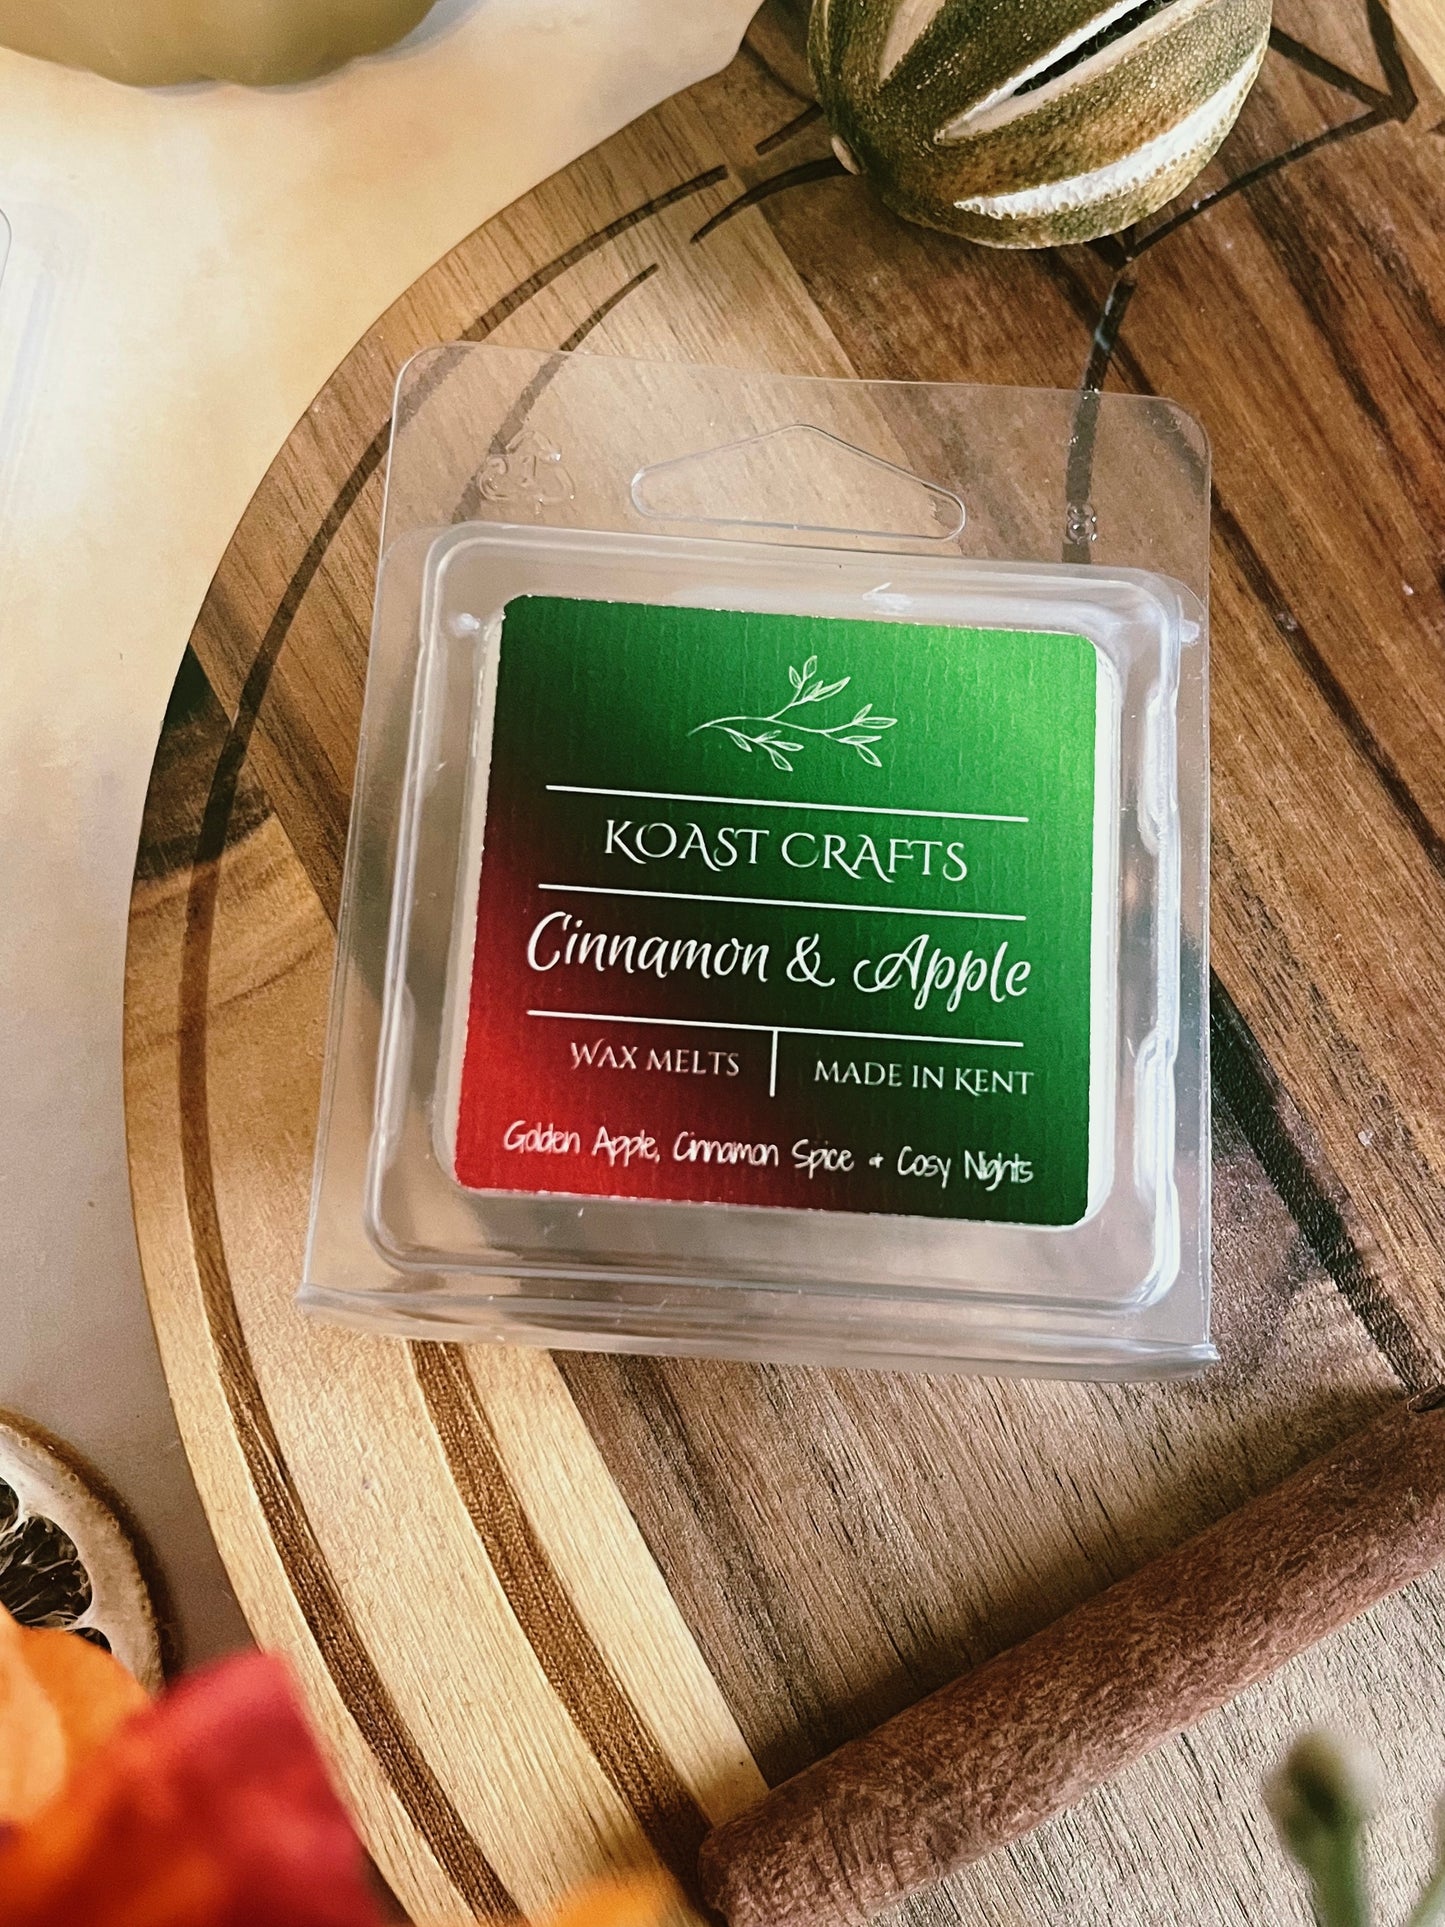 KOAST CRAFTS
Cinnamon & Apple
WAX MELTS | MADE IN KENT
Golden Apple, Cinnamon Spice + Cosy Nights